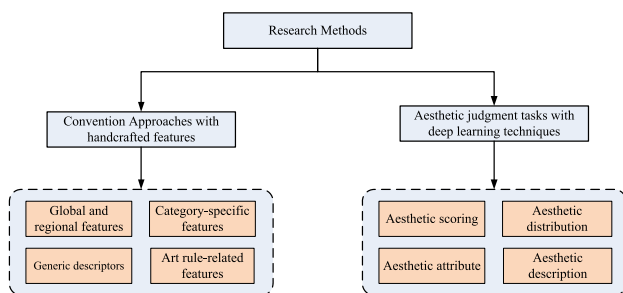 Research Methods
Convention Approaches with
handcrafted features
Aesthetic judgment tasks with
deep learning techniques
Global and
regional features
Category-specific
features
Generic descriptors
Art rule-related
features
Aesthetic scoring
Aesthetic
distribution
Aesthetic attribute
Aesthetic
description